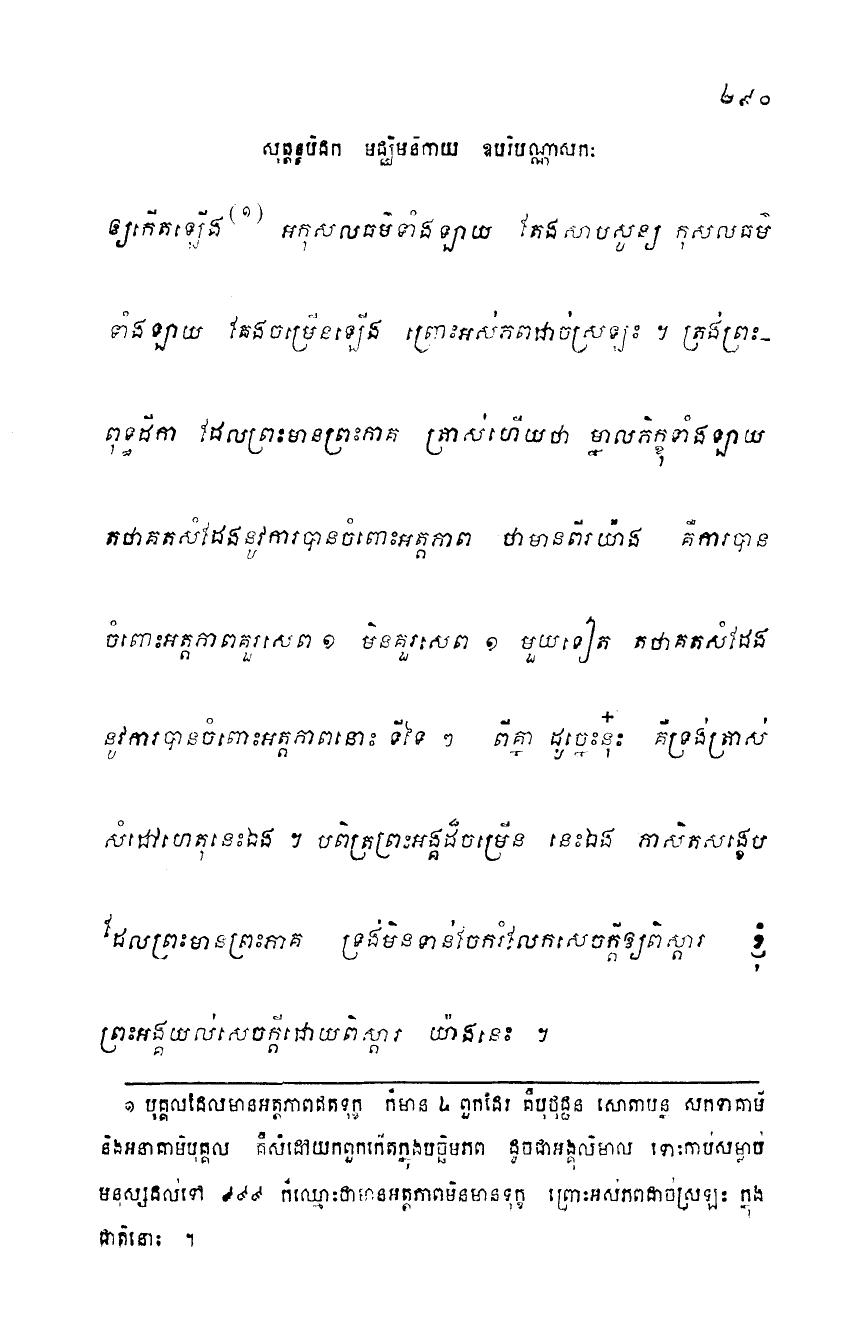 ២៩០
សុត្តន្តបិដក មជ្ឈិមនិកាយ ឧបរិបណ្ណាសកៈ
ទ្យកើតឡើង(១) អកុសលធម៌ទាំងឡាយ តែងសាបសូន្យ កុសលធម៌
ទាំងឡាយ តែងចម្រើនឡើង ព្រោះអស់ភពជាច់ស្រឡះ ។ ត្រង់ព្រះ-
ពុទ្ធដីកា ដែលព្រះមានព្រះភាគ ត្រាស់ហើយថា ម្នាលភិក្ខុទាំងឡាយ
តថាគតសំដែងនូវការបានចំពោះអត្តភាព ថាមានពីរយ៉ាង គឺការបាន
ចំពោះអត្តភាពគួរសេព ១ មិនគួរសេព ១ មួយទៀត តថាគតសំដែង
នូវការបានចំពោះអត្តភាពនោះ ទីទៃ ៗ ពីគ្នា ដូច្នេះនុ៎ះ គឺទ្រង់ត្រាស់
សំដៅហេតុនេះឯង ។ បពិត្រព្រះអង្គដ៏ចម្រើន នេះឯង ភាសិតសង្ខេប
ដែលព្រះមានព្រះភាគ ទ្រង់មិនទាន់ចែករំលែកសេចក្តីឲ្យពិស្តារ ខ្ញុំ
ព្រះអង្គយល់សេចក្តីដោយពិស្តារ យ៉ាងនេះ ។
១ បុគ្គលដែលមានអត្តភាពឥតទុក្ខ ក៏មាន ៤ ពួកដែរ គឺបុថុជ្ជន សោតាបន្ន សកទាគាមី
និងអនាគាមិបុគ្គល គឺសំដៅយកពួកកើតក្នុងបច្ឆិមភព ដូចជាអង្គុលិមាល ទោះកាប់សម្លាប់
មនុស្សដល់ទៅ ៩៩៩ ក៏ឈ្មោះថាមានអត្តភាពមិនមានទុក្ខ ព្រោះអស់ភពដាច់ស្រឡះ ក្នុង
ជាតិនោះ ។